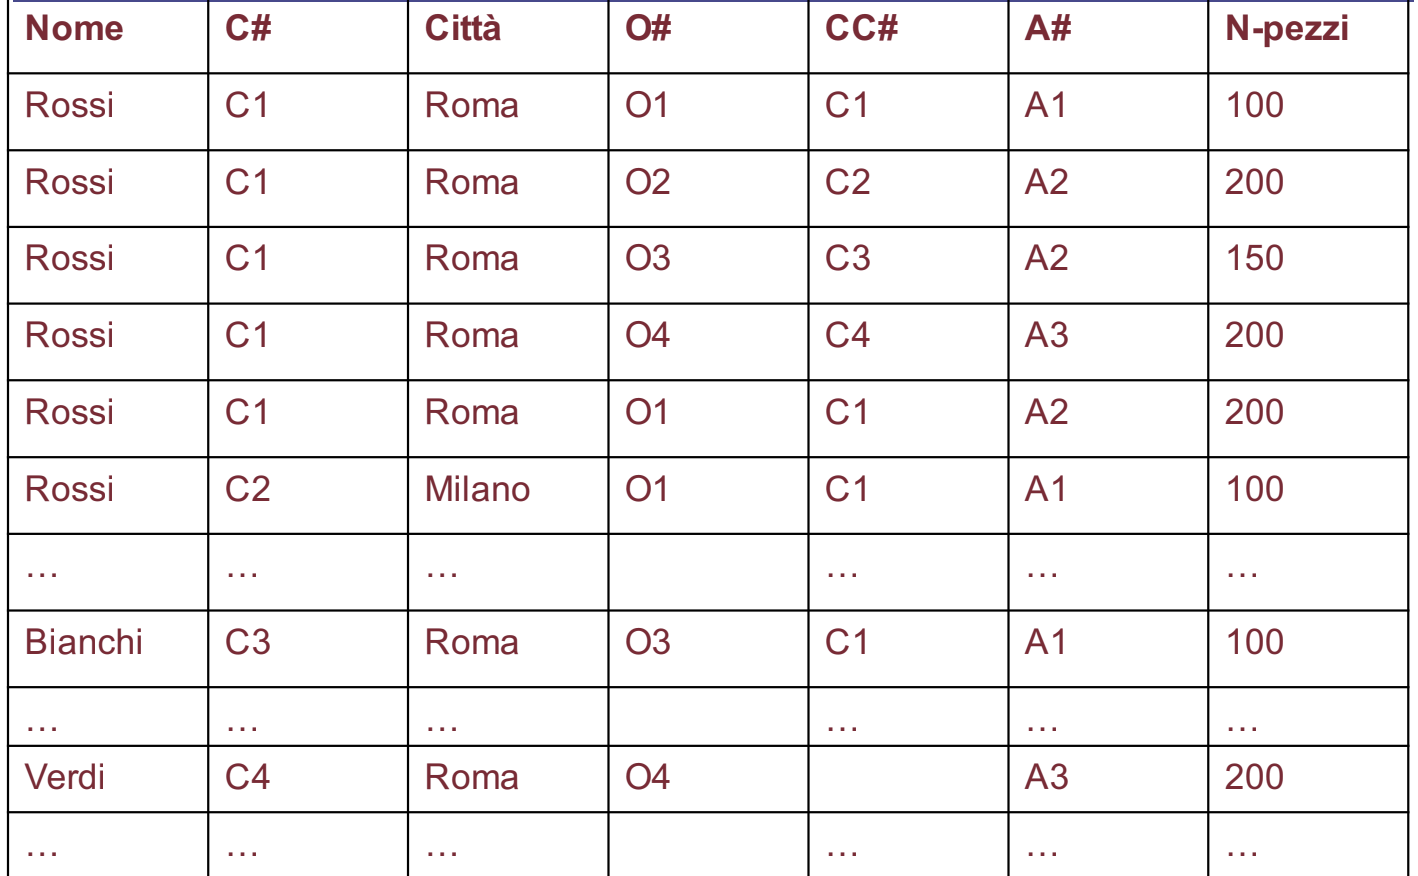 Nome C# Città O# CC# A# N-pezzi
Rossi C1 Roma O1 C1 A1 100
Rossi C1 Roma O2 C2 A2 200
Rossi C1 Roma O3 C3 A2 150
Rossi C1 Roma O4 C4 A3 200
Rossi C1 Roma O1 C1 A2 200
Rossi C2 Milano O1 C1 A1 100
… … … … … …
Bianchi C3 Roma O3 C1 A1 100
… … … … … …
Verdi C4 Roma O4 A3 200
… … … … … …